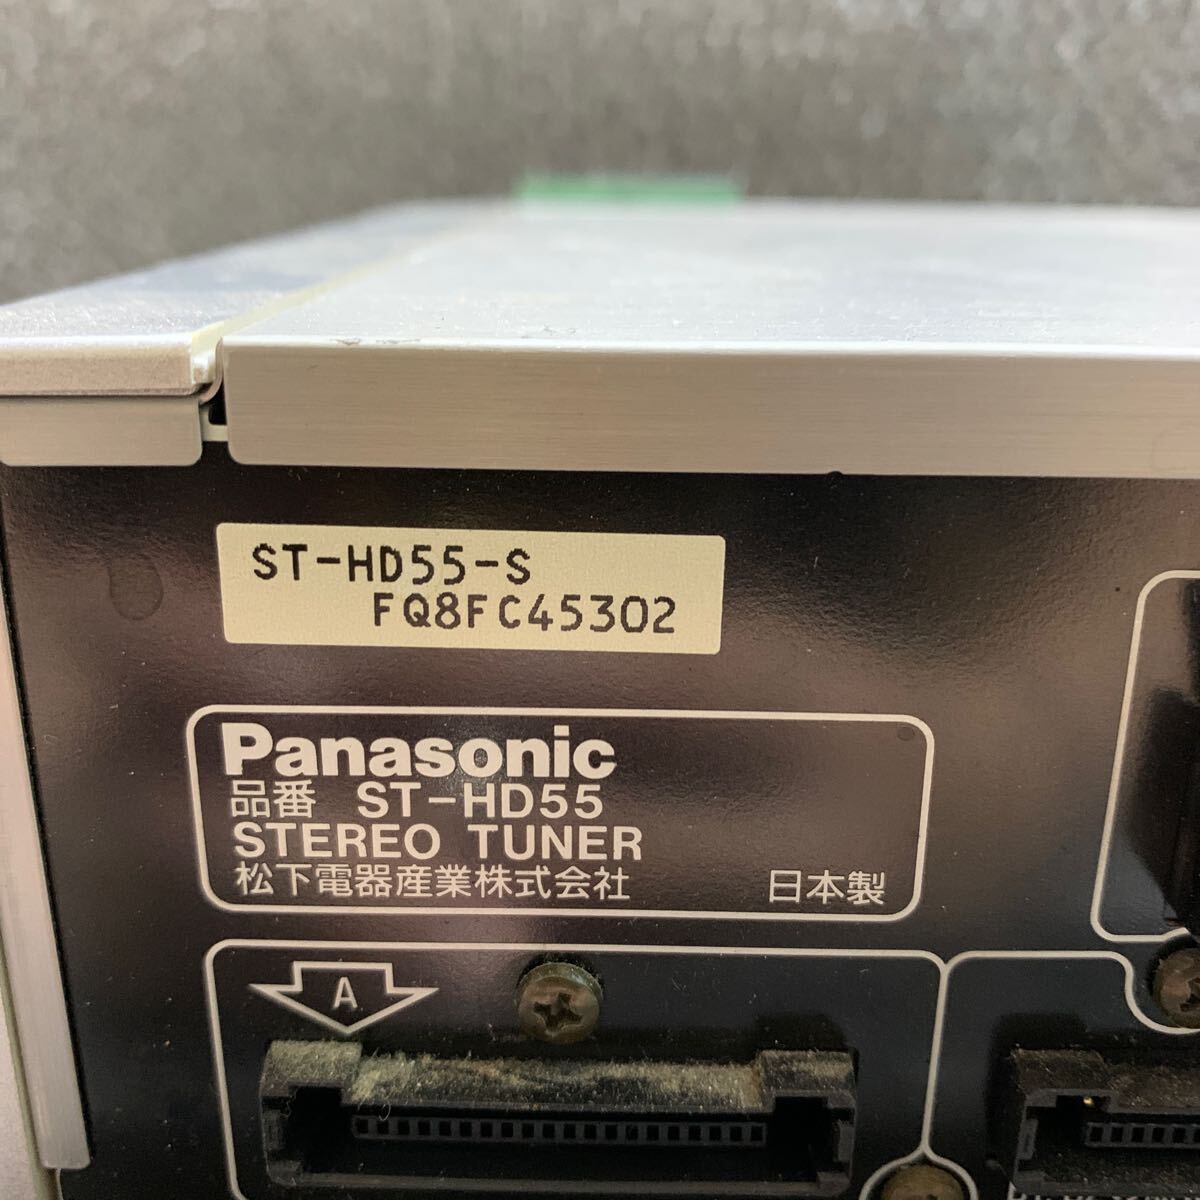 ST-HD55-S
FQ8FC45302
Panasonic
品番 ST-HD55
STEREO TUNER
松下電器産業株式会社 日本製
A